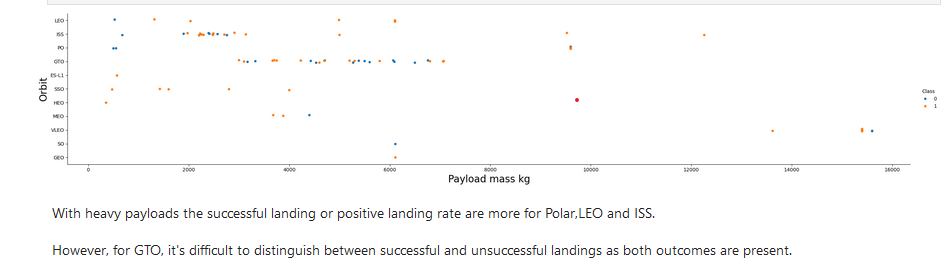 LEO
ISS
PO
GTO
ES-L1
SSO
HEO
MEO
VLEO
SO
GEO
Orbit
0 2000 4000 6000 8000 10000 12000 14000 16000
Payload mass kg
Class
0
1
With heavy payloads the successful landing or positive landing rate are more for Polar,LEO and ISS.
However, for GTO, it's difficult to distinguish between successful and unsuccessful landings as both outcomes are present.